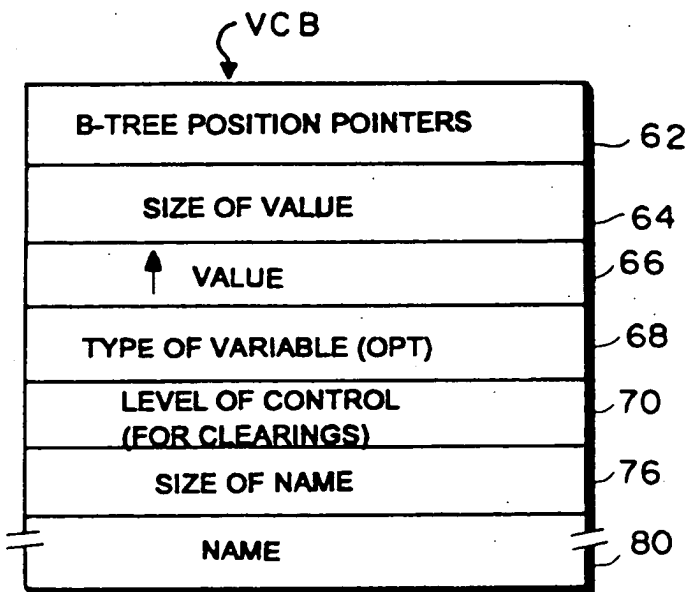 VCB
B-TREE POSITION POINTERS
62
SIZE OF VALUE
64
↑ VALUE
66
TYPE OF VARIABLE (OPT)
68
LEVEL OF CONTROL
(FOR CLEARINGS)
70
SIZE OF NAME
76
NAME
80